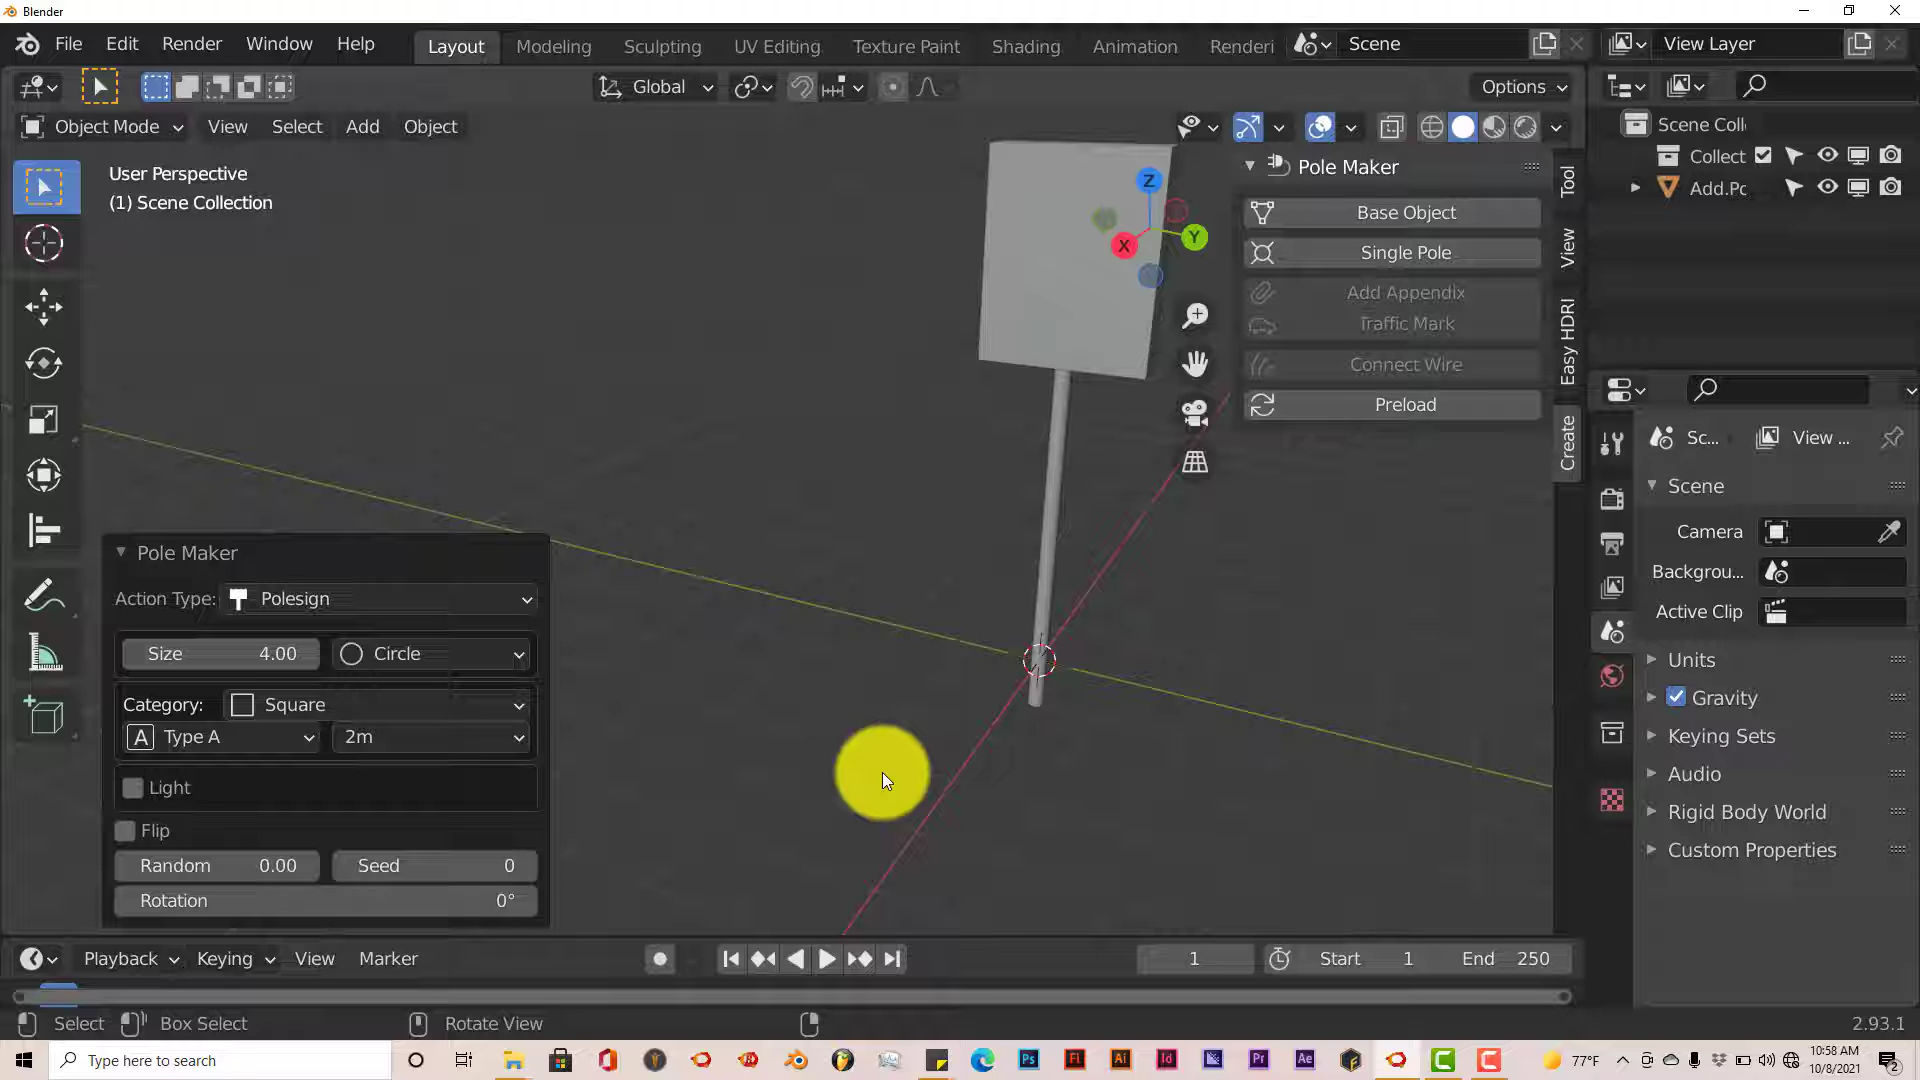 Blender
File Edit Render Window Help Layout Modeling Sculpting UV Editing Texture Paint Shading Animation Renderi Scene View Layer
Global Options
Object Mode View Select Add Object
User Perspective
(1) Scene Collection
Z
X
Y
Pole Maker
Base Object
Single Pole
Add Appendix
Traffic Mark
Connect Wire
Preload
Tool
View
Easy HDRI
Create
Scene Coll
Collect
Add.Pc
Sc... View ...
Scene
Camera
Backgrou...
Active Clip
Units
Gravity
Keying Sets
Audio
Rigid Body World
Custom Properties
Pole Maker
Action Type: Polesign
Size 4.00 Circle
Category: Square
A Type A 2m
Light
Flip
Random 0.00 Seed 0
Rotation 0°
Playback Keying View Marker 1 Start 1 End 250
Select Box Select Rotate View 2.93.1
Type here to search
Ps Ai Id Pr Ae
77°F
10:58 AM
10/8/2021
2